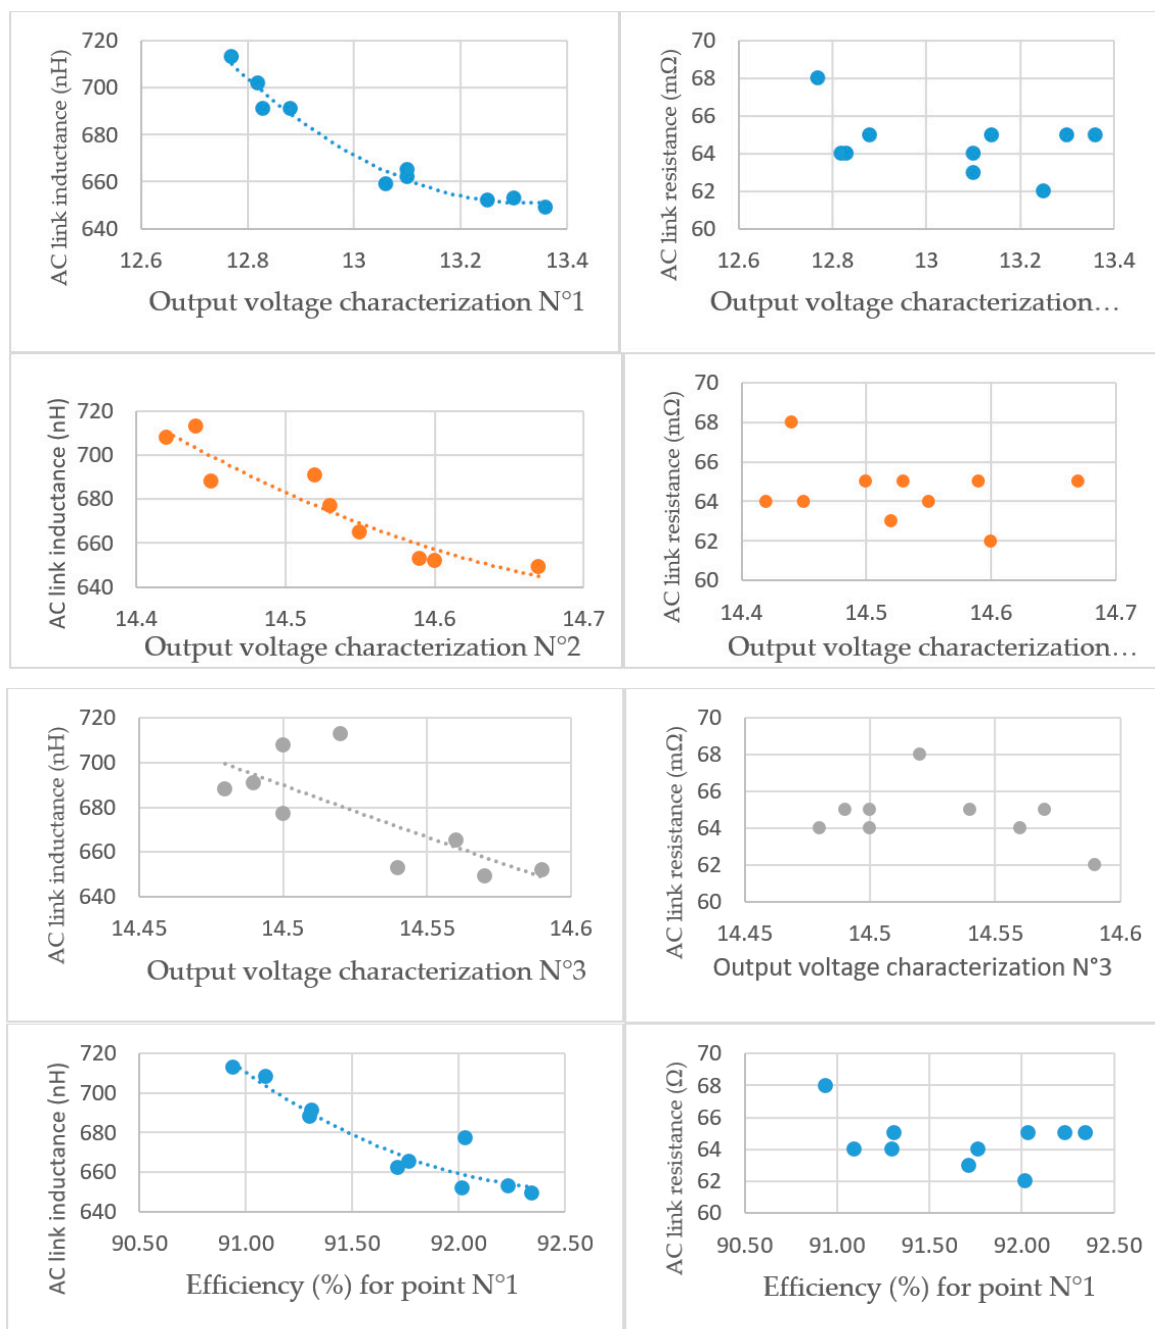 AC link inductance (nH)
720
700
680
660
640
12.6 12.8 13 13.2 13.4
Output voltage characterization N°1
AC link resistance (mΩ)
70
68
66
64
62
60
12.6 12.8 13 13.2 13.4
Output voltage characterization...
AC link inductance (nH)
720
700
680
660
640
14.4 14.5 14.6 14.7
Output voltage characterization N°2
AC link resistance (mΩ)
70
68
66
64
62
60
14.4 14.5 14.6 14.7
Output voltage characterization...
AC link inductance (nH)
720
700
680
660
640
14.45 14.5 14.55 14.6
Output voltage characterization N°3
AC link resistance (mΩ)
70
68
66
64
62
60
14.45 14.5 14.55 14.6
Output voltage characterization N°3
AC link inductance (nH)
720
700
680
660
640
90.50 91.00 91.50 92.00 92.50
Efficiency (%) for point N°1
AC link resistance (Ω)
70
68
66
64
62
60
90.50 91.00 91.50 92.00 92.50
Efficiency (%) for point N°1